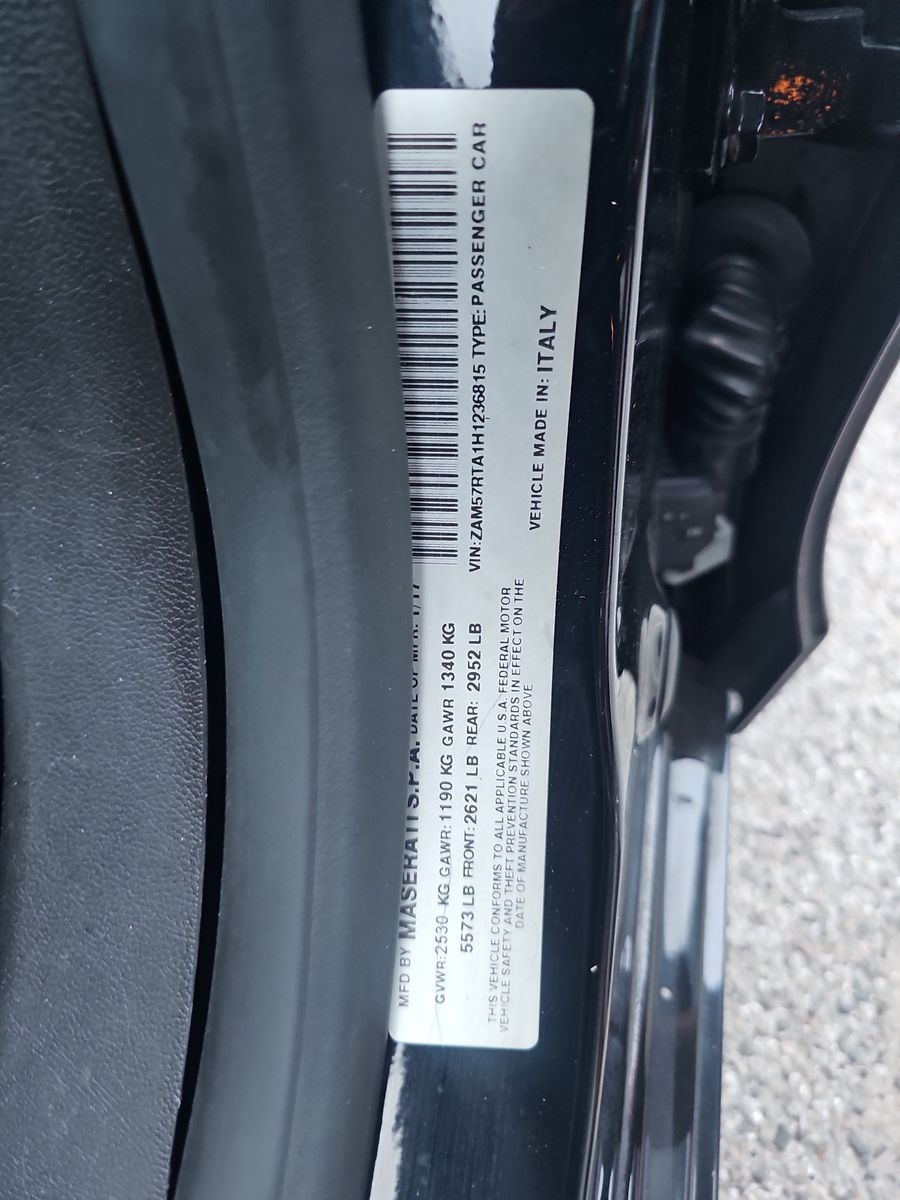 MFD BY MASERATI S.P.A. DATE OF MFR: 1/17
GVWR:2530 KG GAWR:1190 KG GAWR 1340 KG
5573 LB FRONT:2621 LB REAR: 2952 LB
THIS VEHICLE CONFORMS TO ALL APPLICABLE U.S.A. FEDERAL MOTOR
VEHICLE SAFETY AND THEFT PREVENTION STANDARDS IN EFFECT ON THE
DATE OF MANUFACTURE SHOWN ABOVE
VIN:ZAM57RTA1H1236815 TYPE:PASSENGER CAR
VEHICLE MADE IN: ITALY